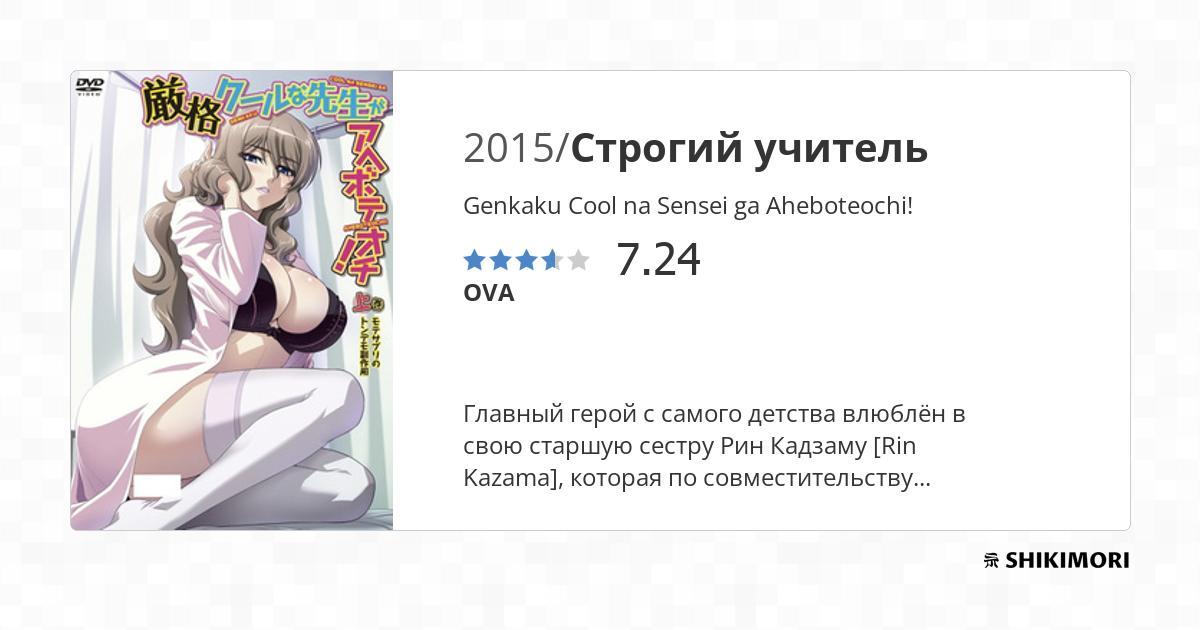 DVD
VIDEO
厳格
クールな先生が
アヘボテオチ!
上巻
モテサプリの
トンデモ副作用
2015/Строгий учитель
Genkaku Cool na Sensei ga Aheboteochi!
7.24
OVA
Главный герой с самого детства влюблён в
свою старшую сестру Рин Кадзаму [Rin
Kazama], которая по совместительству...
SHIKIMORI